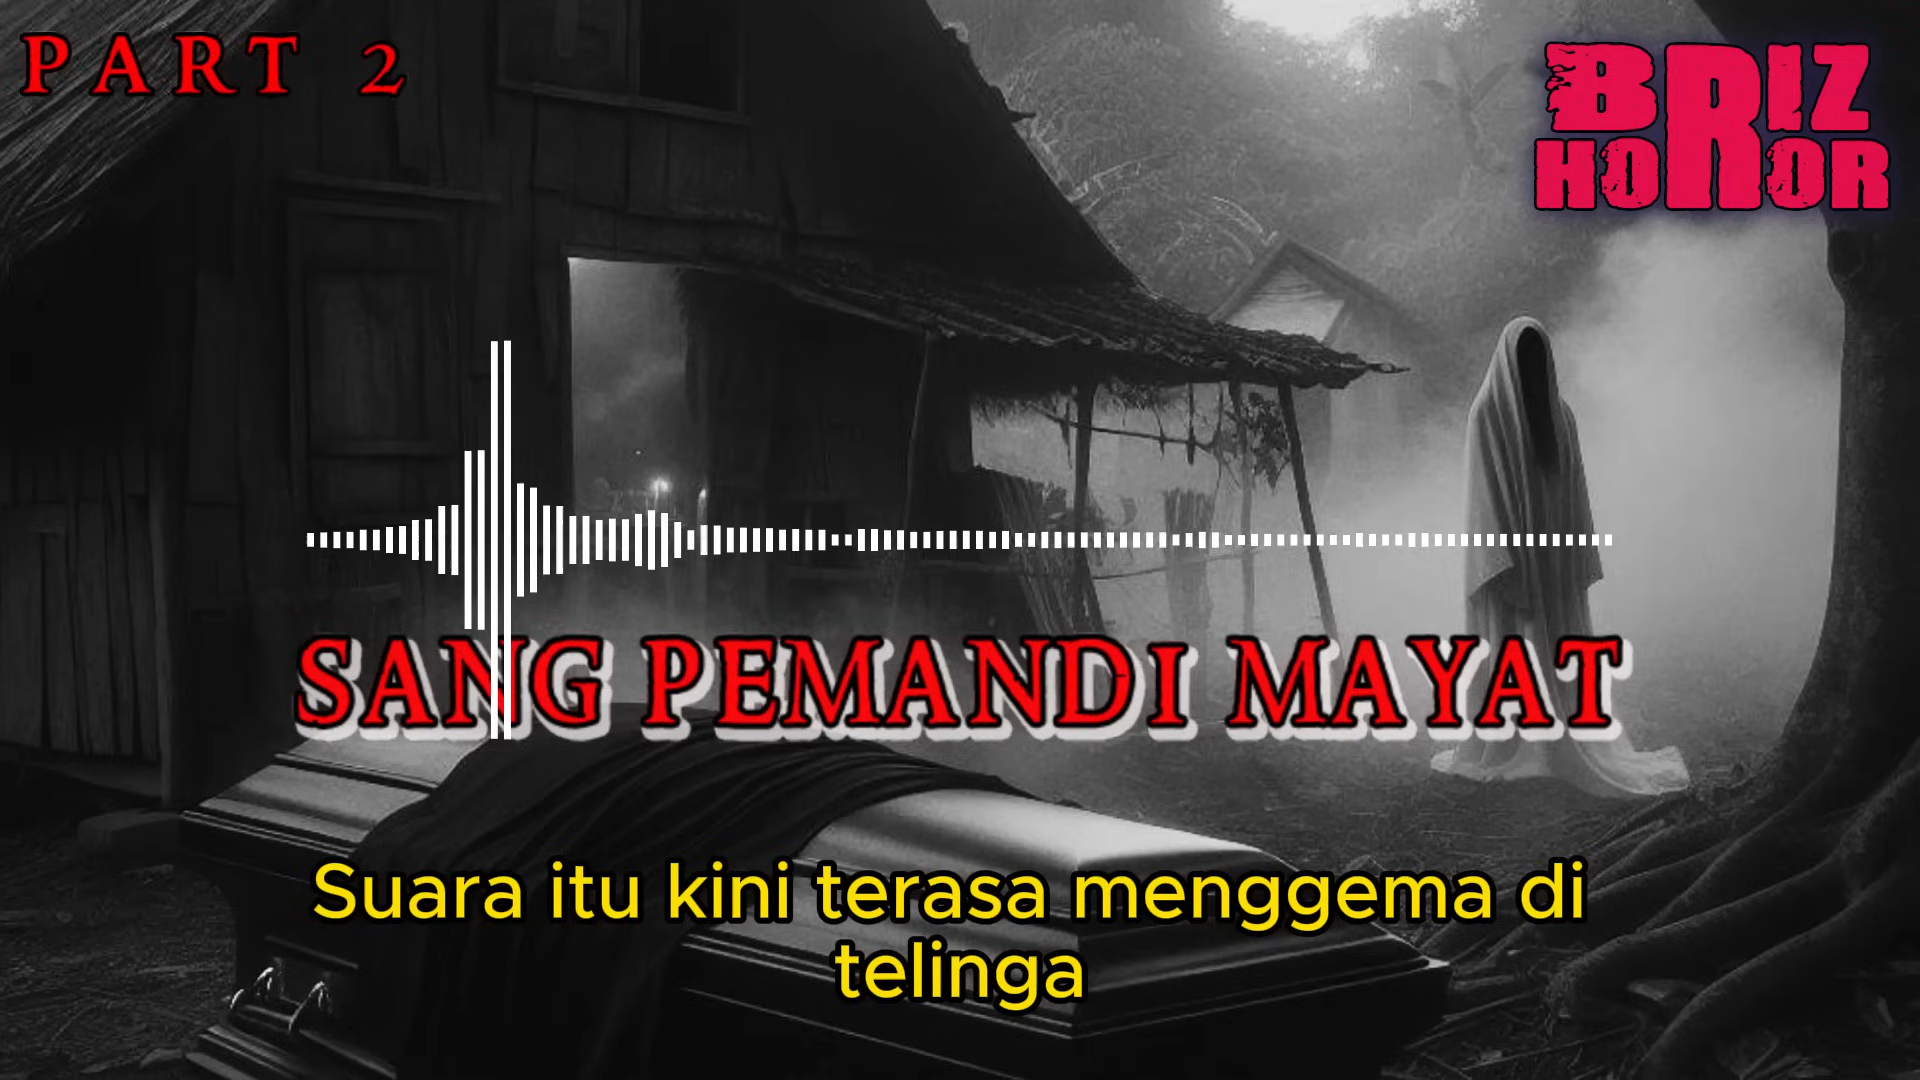 PART 2
BRIZ
HOROR
SANG PEMANDI MAYAT
Suara itu kini terasa menggema di
telinga